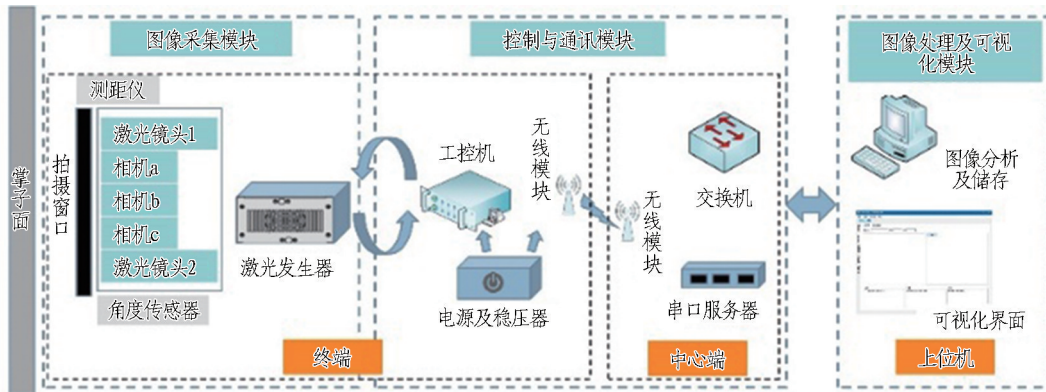 图像采集模块
控制与通讯模块
图像处理及可视
化模块
掌子面
拍摄窗口
测距仪
激光镜头1
相机a
相机b
相机c
激光镜头2
角度传感器
激光发生器
工控机
无线模块
电源及稳压器
无线模块
交换机
串口服务器
图像分析
及储存
可视化界面
终端
中心端
上位机